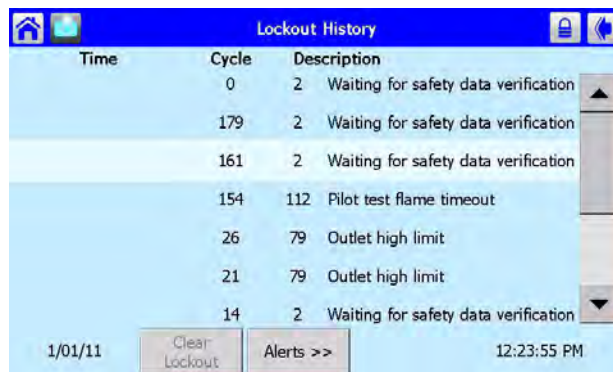 Lockout History
Time Cycle Description
0 2 Waiting for safety data verification
179 2 Waiting for safety data verification
161 2 Waiting for safety data verification
154 112 Pilot test flame timeout
26 79 Outlet high limit
21 79 Outlet high limit
14 2 Waiting for safety data verification
1/01/11 Clear Lockout Alerts >> 12:23:55 PM